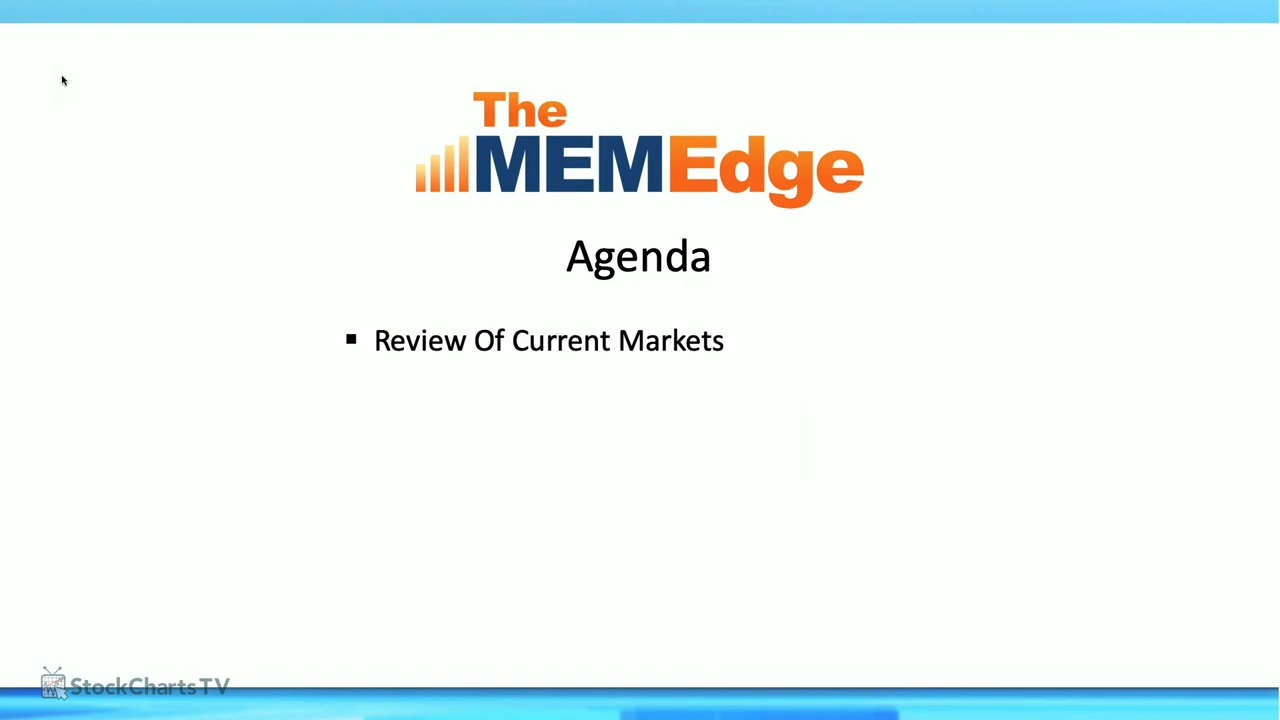 The
MEMEdge
Agenda
▪ Review Of Current Markets
StockChartsTV